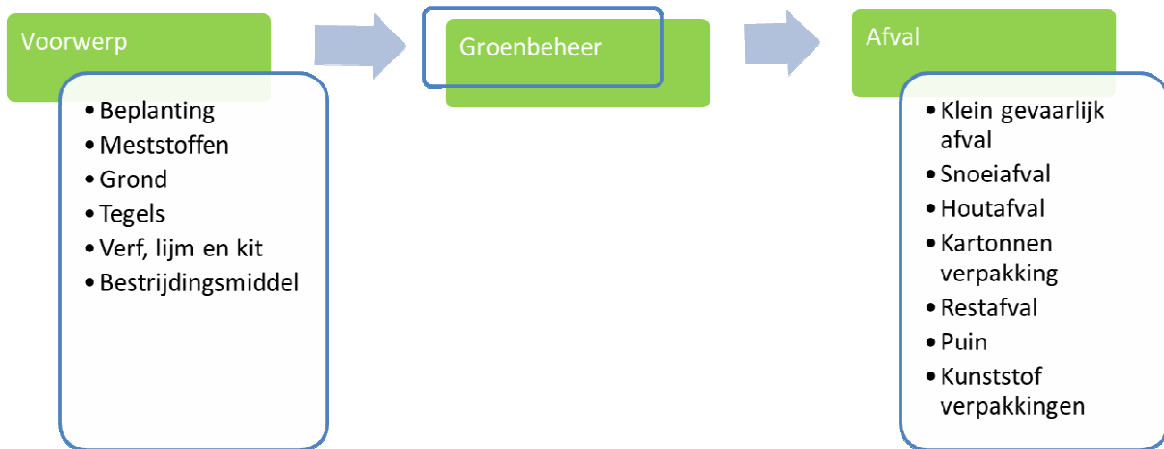 Voorwerp
• Beplanting
• Meststoffen
• Grond
• Tegels
• Verf, lijm en kit
• Bestrijdingsmiddel
Groenbeheer
Afval
• Klein gevaarlijk
afval
• Snoeiafval
• Houtafval
• Kartonnen
verpakking
• Restafval
• Puin
• Kunststof
verpakkingen